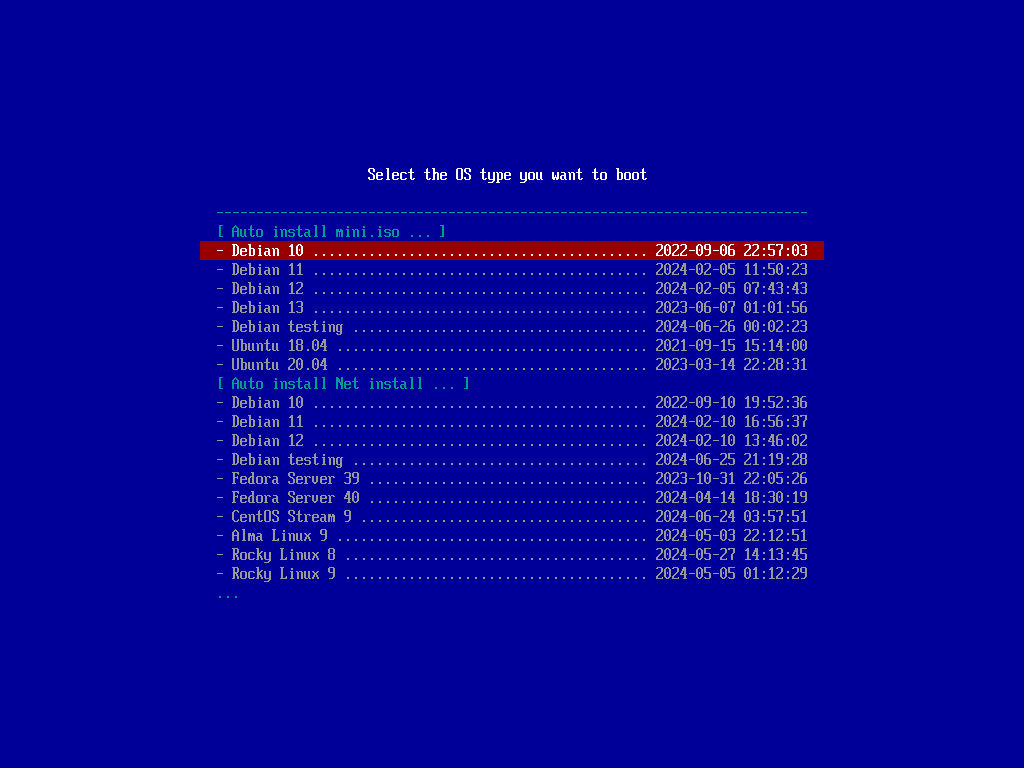 Select the OS type you want to boot
--------------------------------------------------------------------------
[ Auto install mini.iso ... ]
- Debian 10 .......................................... 2022-09-06 22:57:03
- Debian 11 .......................................... 2024-02-05 11:50:23
- Debian 12 .......................................... 2024-02-05 07:43:43
- Debian 13 .......................................... 2023-06-07 01:01:56
- Debian testing ..................................... 2024-06-26 00:02:23
- Ubuntu 18.04 ....................................... 2021-09-15 15:14:00
- Ubuntu 20.04 ....................................... 2023-03-14 22:28:31
[ Auto install Net install ... ]
- Debian 10 .......................................... 2022-09-10 19:52:36
- Debian 11 .......................................... 2024-02-10 16:56:37
- Debian 12 .......................................... 2024-02-10 13:46:02
- Debian testing ..................................... 2024-06-25 21:19:28
- Fedora Server 39 ................................... 2023-10-31 22:05:26
- Fedora Server 40 ................................... 2024-04-14 18:30:19
- CentOS Stream 9 .................................... 2024-06-24 03:57:51
- Alma Linux 9 ....................................... 2024-05-03 22:12:51
- Rocky Linux 8 ...................................... 2024-05-27 14:13:45
- Rocky Linux 9 ...................................... 2024-05-05 01:12:29
...